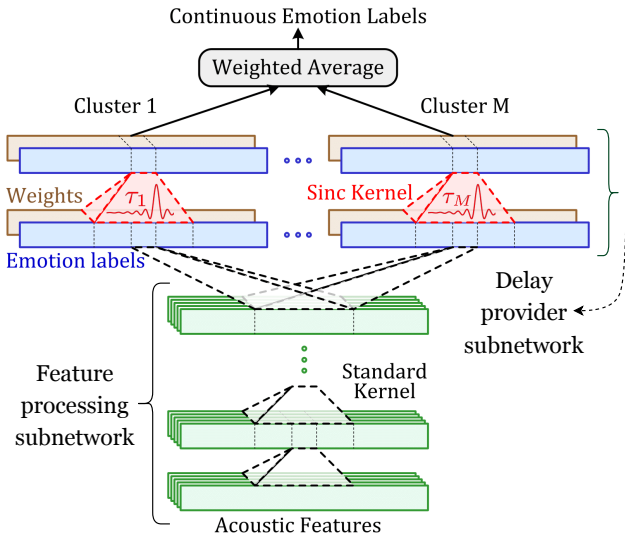 Continuous Emotion Labels
Weighted Average
Cluster 1
Cluster M
Weights
τ1
Sinc Kernel
τM
Emotion labels
Delay
provider
subnetwork
Feature
processing
subnetwork
Standard
Kernel
Acoustic Features